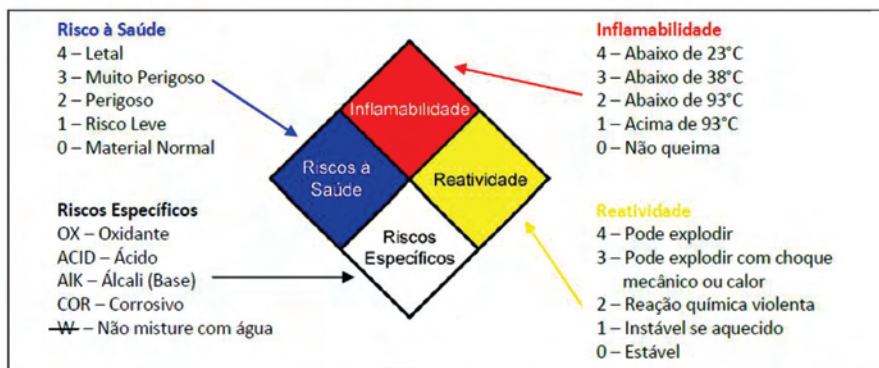 Risco à Saúde
4 – Letal
3 – Muito Perigoso
2 – Perigoso
1 – Risco Leve
0 – Material Normal
Inflamabilidade
4 – Abaixo de 23°C
3 – Abaixo de 38°C
2 – Abaixo de 93°C
1 – Acima de 93°C
0 – Não queima
Inflamabilidade
Riscos à
Saúde
Reatividade
Riscos
Específicos
Riscos Específicos
OX – Oxidante
ACID – Ácido
AlK – Álcali (Base)
COR – Corrosivo
W – Não misture com água
Reatividade
4 – Pode explodir
3 – Pode explodir com choque
mecânico ou calor
2 – Reação química violenta
1 – Instável se aquecido
0 – Estável